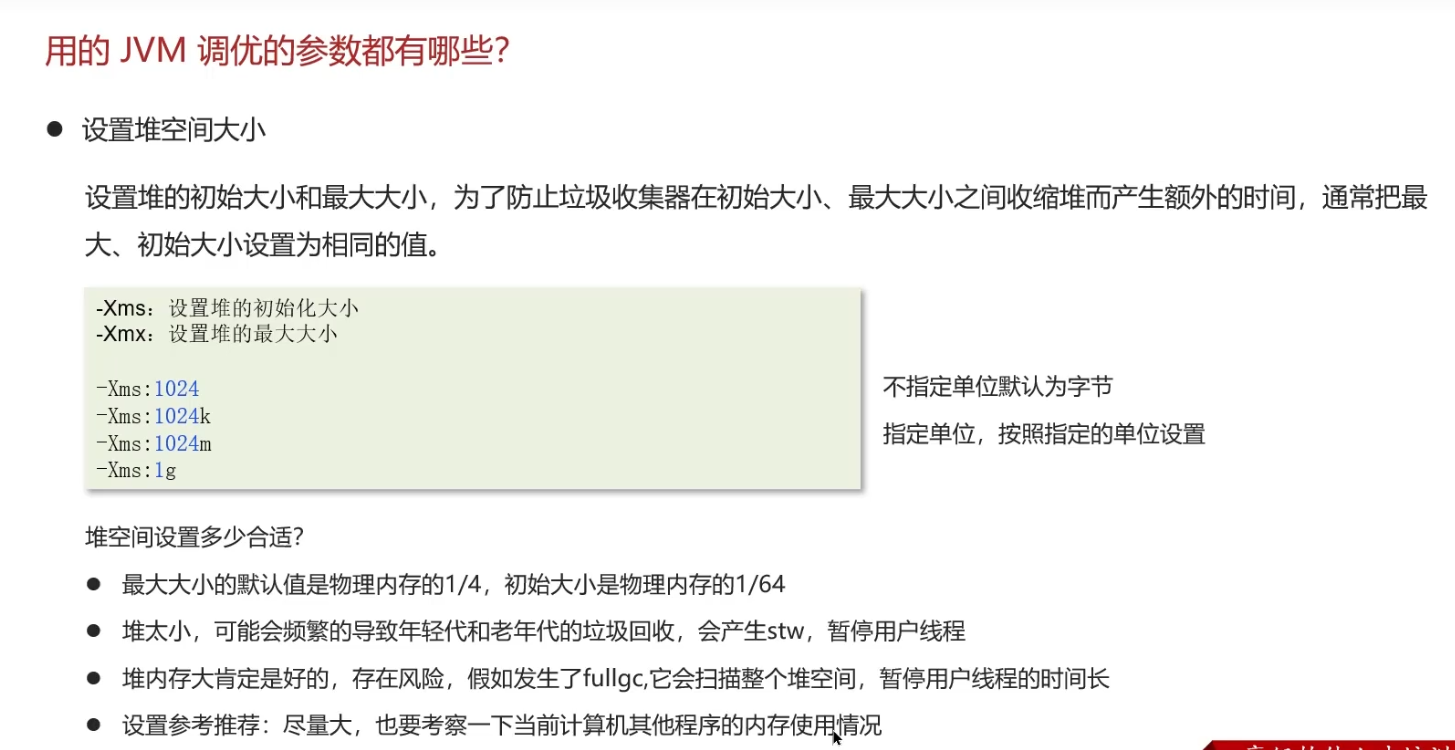 用的 JVM 调优的参数都有哪些?
● 设置堆空间大小
设置堆的初始大小和最大大小，为了防止垃圾收集器在初始大小、最大大小之间收缩堆而产生额外的时间，通常把最
大、初始大小设置为相同的值。
-Xms：设置堆的初始化大小
-Xmx：设置堆的最大大小
-Xms:1024
-Xms:1024k
-Xms:1024m
-Xms:1g
不指定单位默认为字节
指定单位，按照指定的单位设置
堆空间设置多少合适?
● 最大大小的默认值是物理内存的1/4，初始大小是物理内存的1/64
● 堆太小，可能会频繁的导致年轻代和老年代的垃圾回收，会产生stw，暂停用户线程
● 堆内存大肯定是好的，存在风险，假如发生了fullgc,它会扫描整个堆空间，暂停用户线程的时间长
● 设置参考推荐：尽量大，也要考察一下当前计算机其他程序的内存使用情况